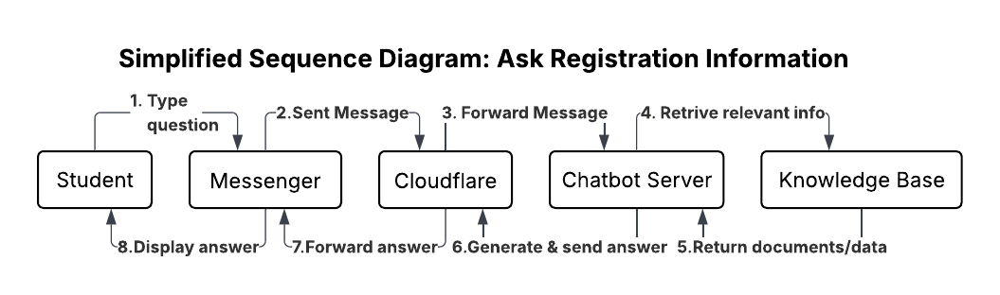 Simplified Sequence Diagram: Ask Registration Information
1. Type
question
2.Sent Message
3. Forward Message
4. Retrive relevant info
Student
Messenger
Cloudflare
Chatbot Server
Knowledge Base
8.Display answer
7.Forward answer
6.Generate & send answer
5.Return documents/data